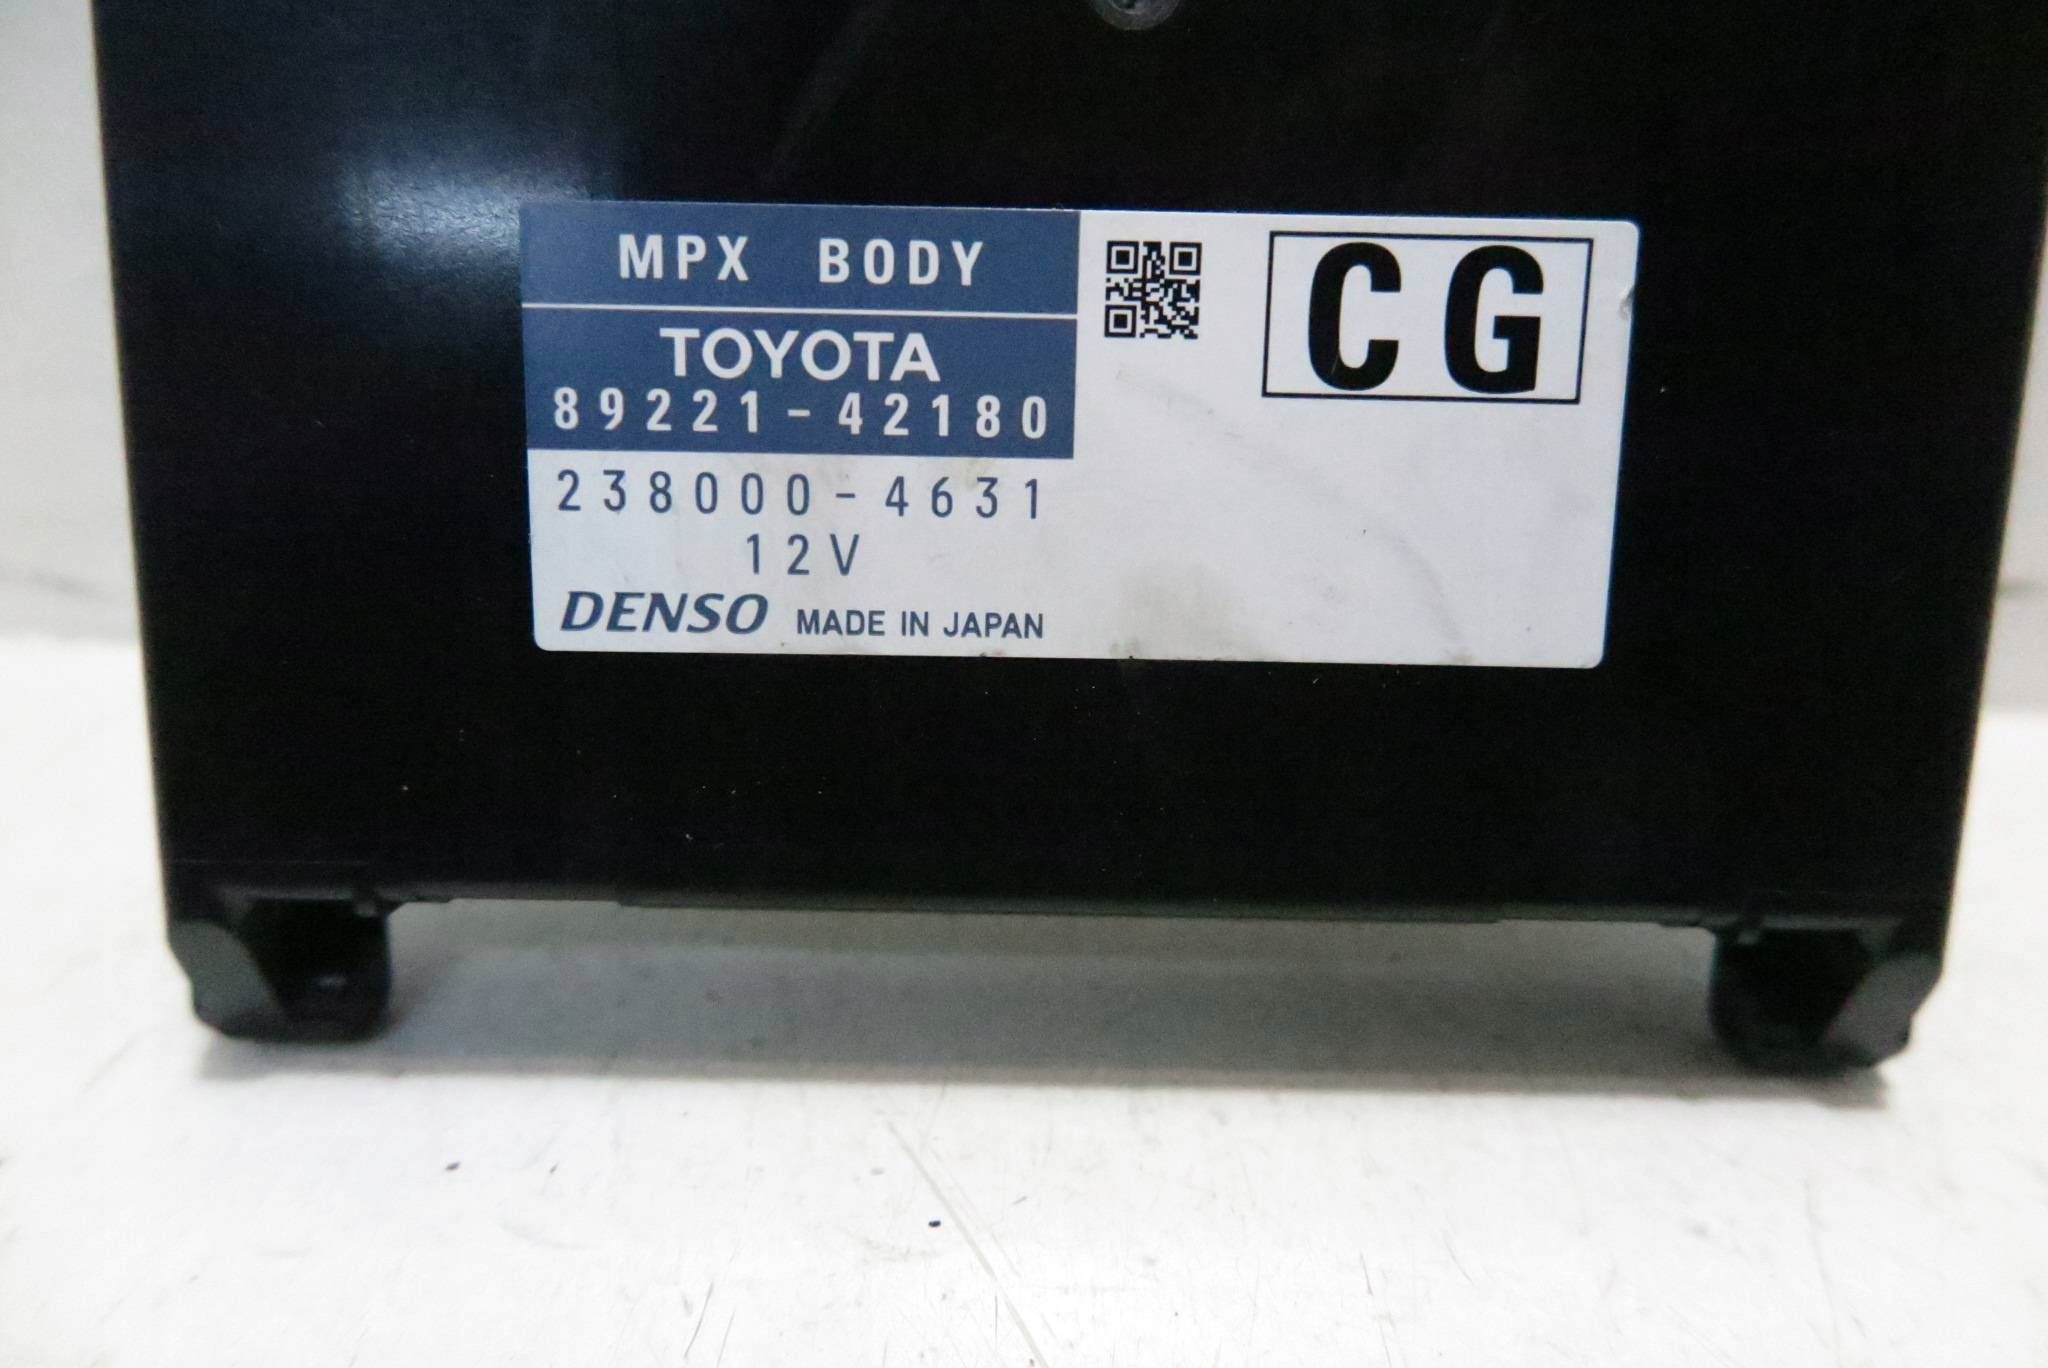 MPX BODY
TOYOTA
89221-42180
238000-4631
12V
DENSO MADE IN JAPAN
CG